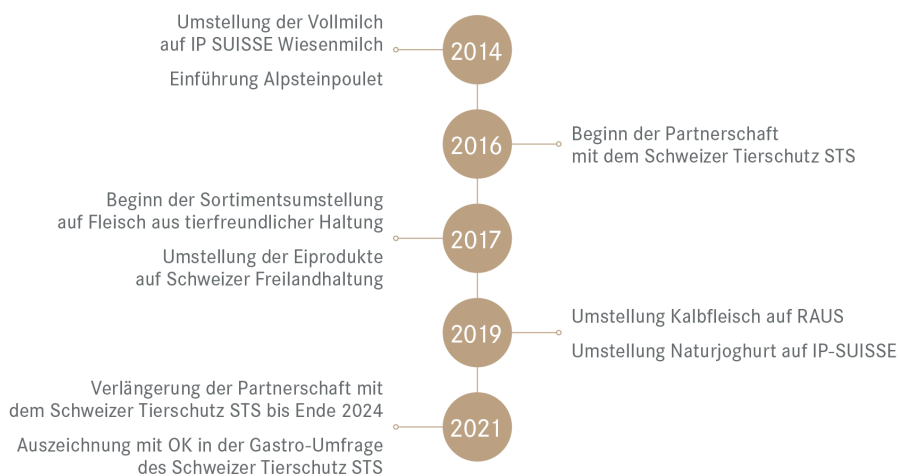 Umstellung der Vollmilch
auf IP SUISSE Wiesenmilch
Einführung Alpsteinpoulet
2014
2016
Beginn der Partnerschaft
mit dem Schweizer Tierschutz STS
Beginn der Sortimentsumstellung
auf Fleisch aus tierfreundlicher Haltung
Umstellung der Eiprodukte
auf Schweizer Freilandhaltung
2017
2019
Umstellung Kalbfleisch auf RAUS
Umstellung Naturjoghurt auf IP-SUISSE
Verlängerung der Partnerschaft mit
dem Schweizer Tierschutz STS bis Ende 2024
Auszeichnung mit OK in der Gastro-Umfrage
des Schweizer Tierschutz STS
2021